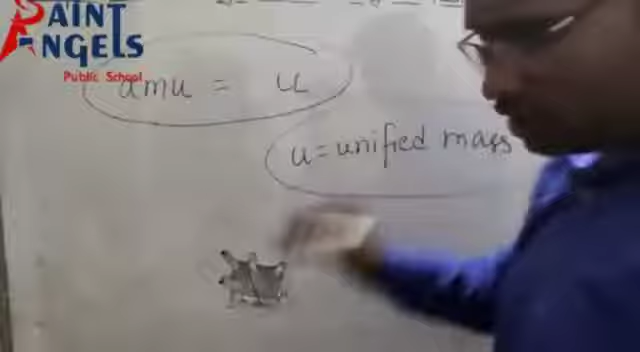 SAINT
ANGELS
Public School
amu = u
u = unified mass